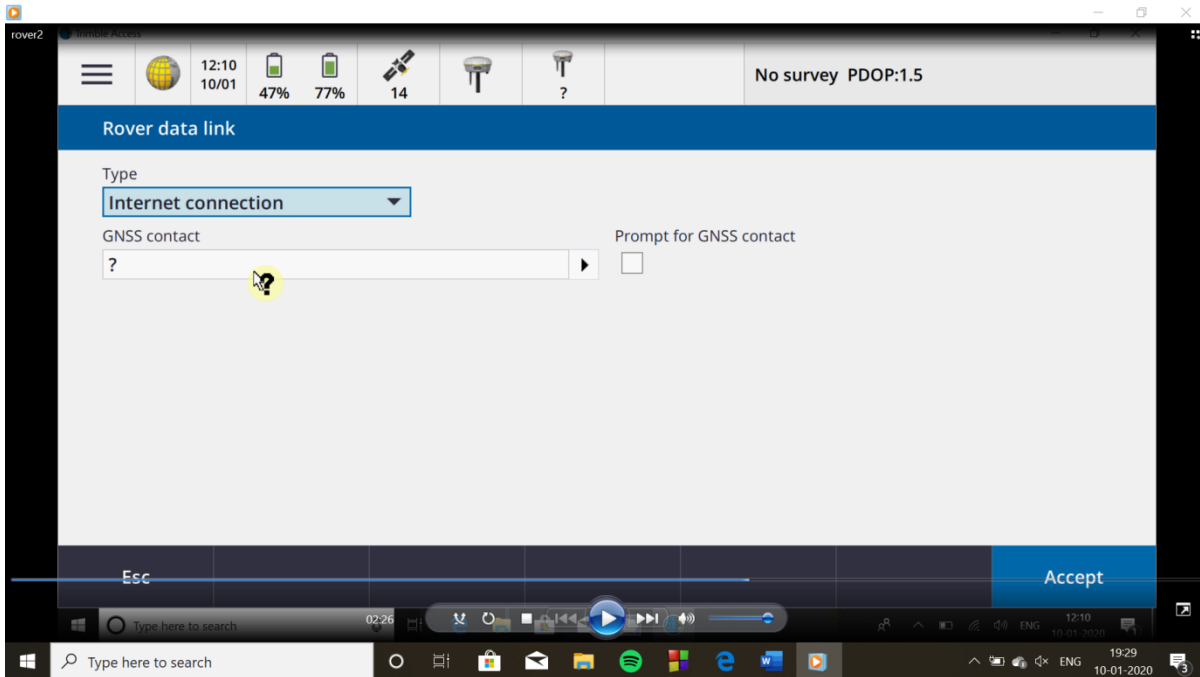 rover2
Trimble Access
12:10
10/01
47%
77%
14
?
No survey PDOP:1.5
Rover data link
Type
Internet connection
GNSS contact
Prompt for GNSS contact
?
Esc
Accept
Type here to search
02:26
ENG
12:10
10-01-2020
Type here to search
ENG
19:29
10-01-2020
3